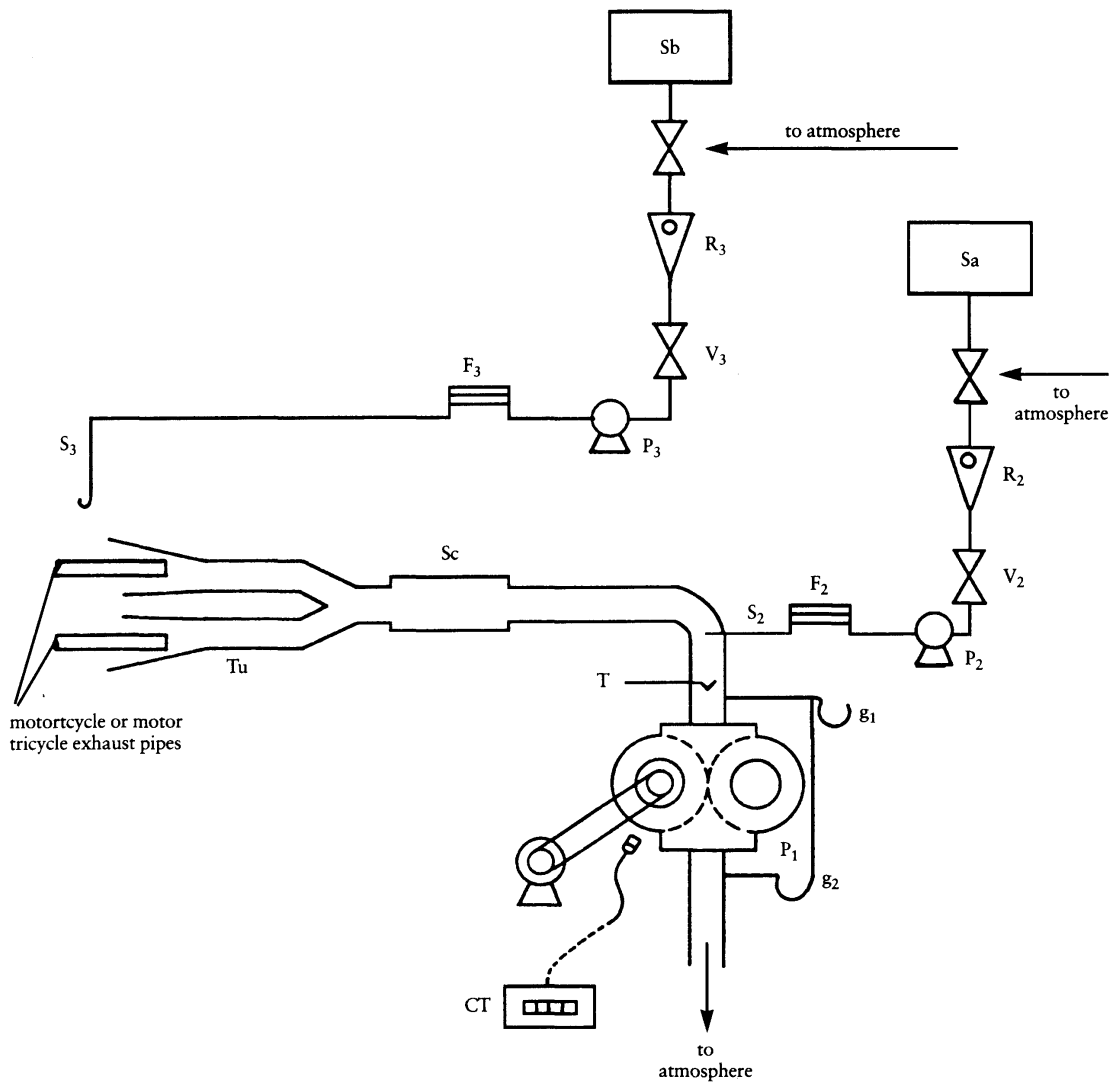 Sb
to atmosphere
R3
Sa
V3
F3
to
atmosphere
S3
P3
R2
Sc
F2
V2
S2
Tu
P2
T
motortcycle or motor
tricycle exhaust pipes
g1
P1
g2
CT
to
atmosphere